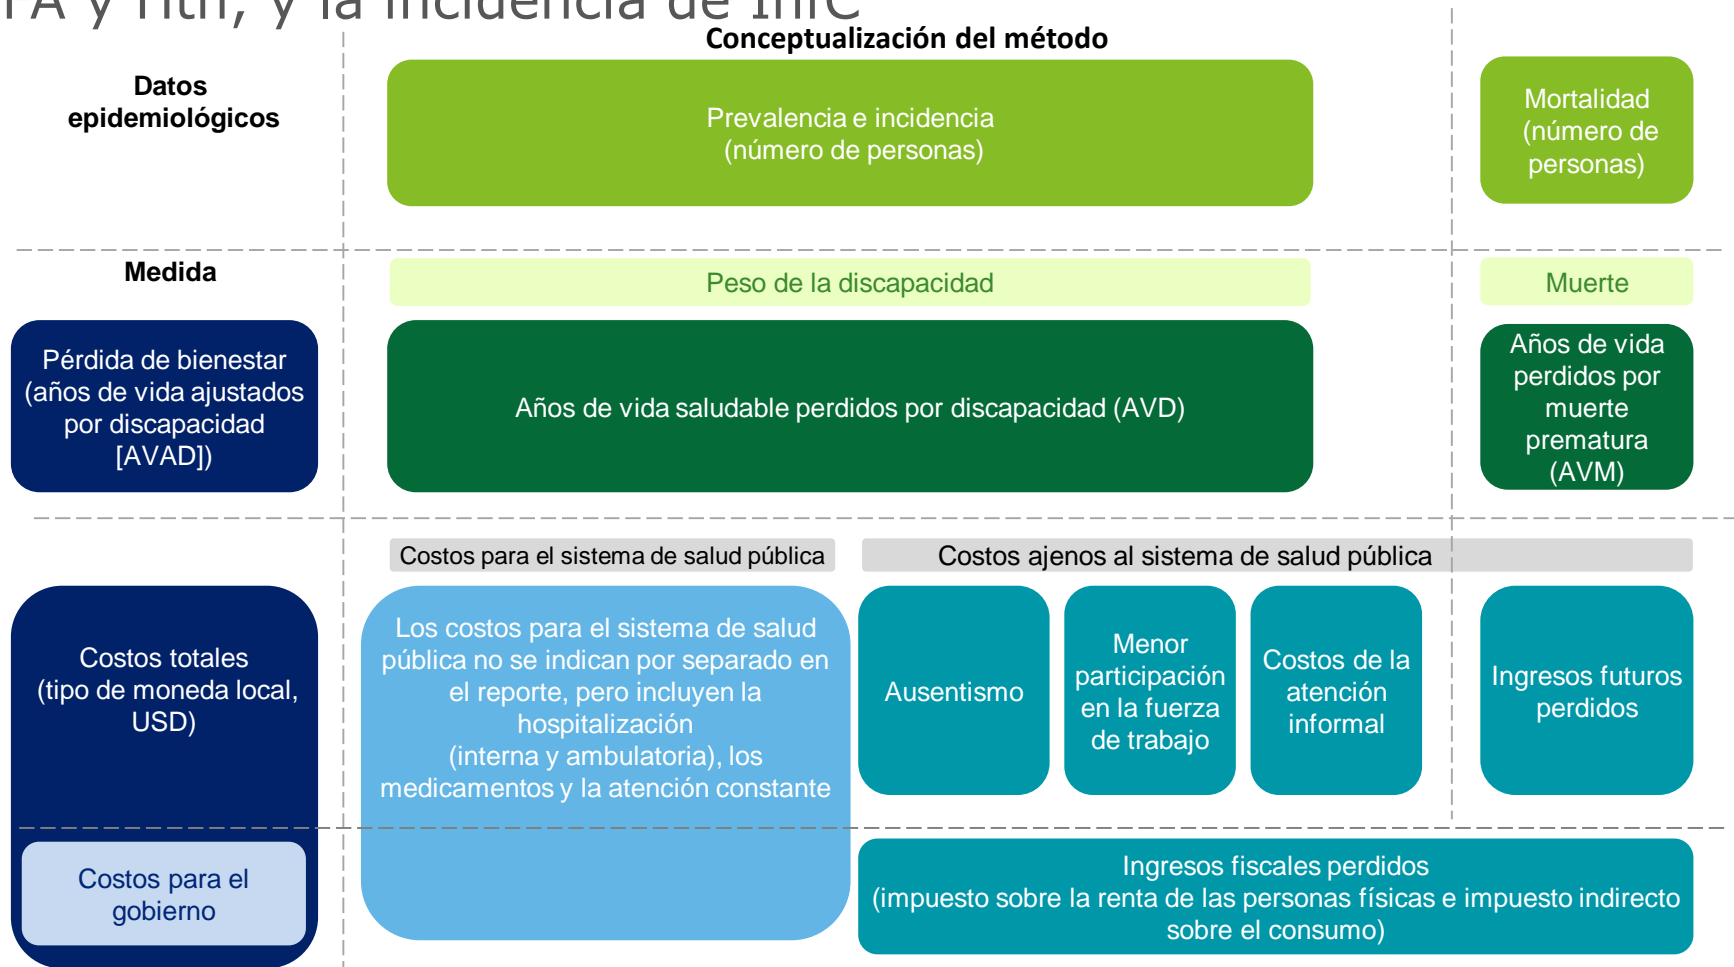 FA y Htn, y la incidencia de InfC
Conceptualización del método
Datos
epidemiológicos
Prevalencia e incidencia
(número de personas)
Mortalidad
(número de
personas)
Medida
Peso de la discapacidad
Muerte
Pérdida de bienestar
(años de vida ajustados
por discapacidad
[AVAD])
Años de vida saludable perdidos por discapacidad (AVD)
Años de vida
perdidos por
muerte
prematura
(AVM)
Costos para el sistema de salud pública
Costos ajenos al sistema de salud pública
Costos totales
(tipo de moneda local,
USD)
Los costos para el sistema de salud
pública no se indican por separado en
el reporte, pero incluyen la
hospitalización
(interna y ambulatoria), los
medicamentos y la atención constante
Ausentismo
Menor
participación
en la fuerza
de trabajo
Costos de la
atención
informal
Ingresos futuros
perdidos
Costos para el
gobierno
Ingresos fiscales perdidos
(impuesto sobre la renta de las personas físicas e impuesto indirecto
sobre el consumo)